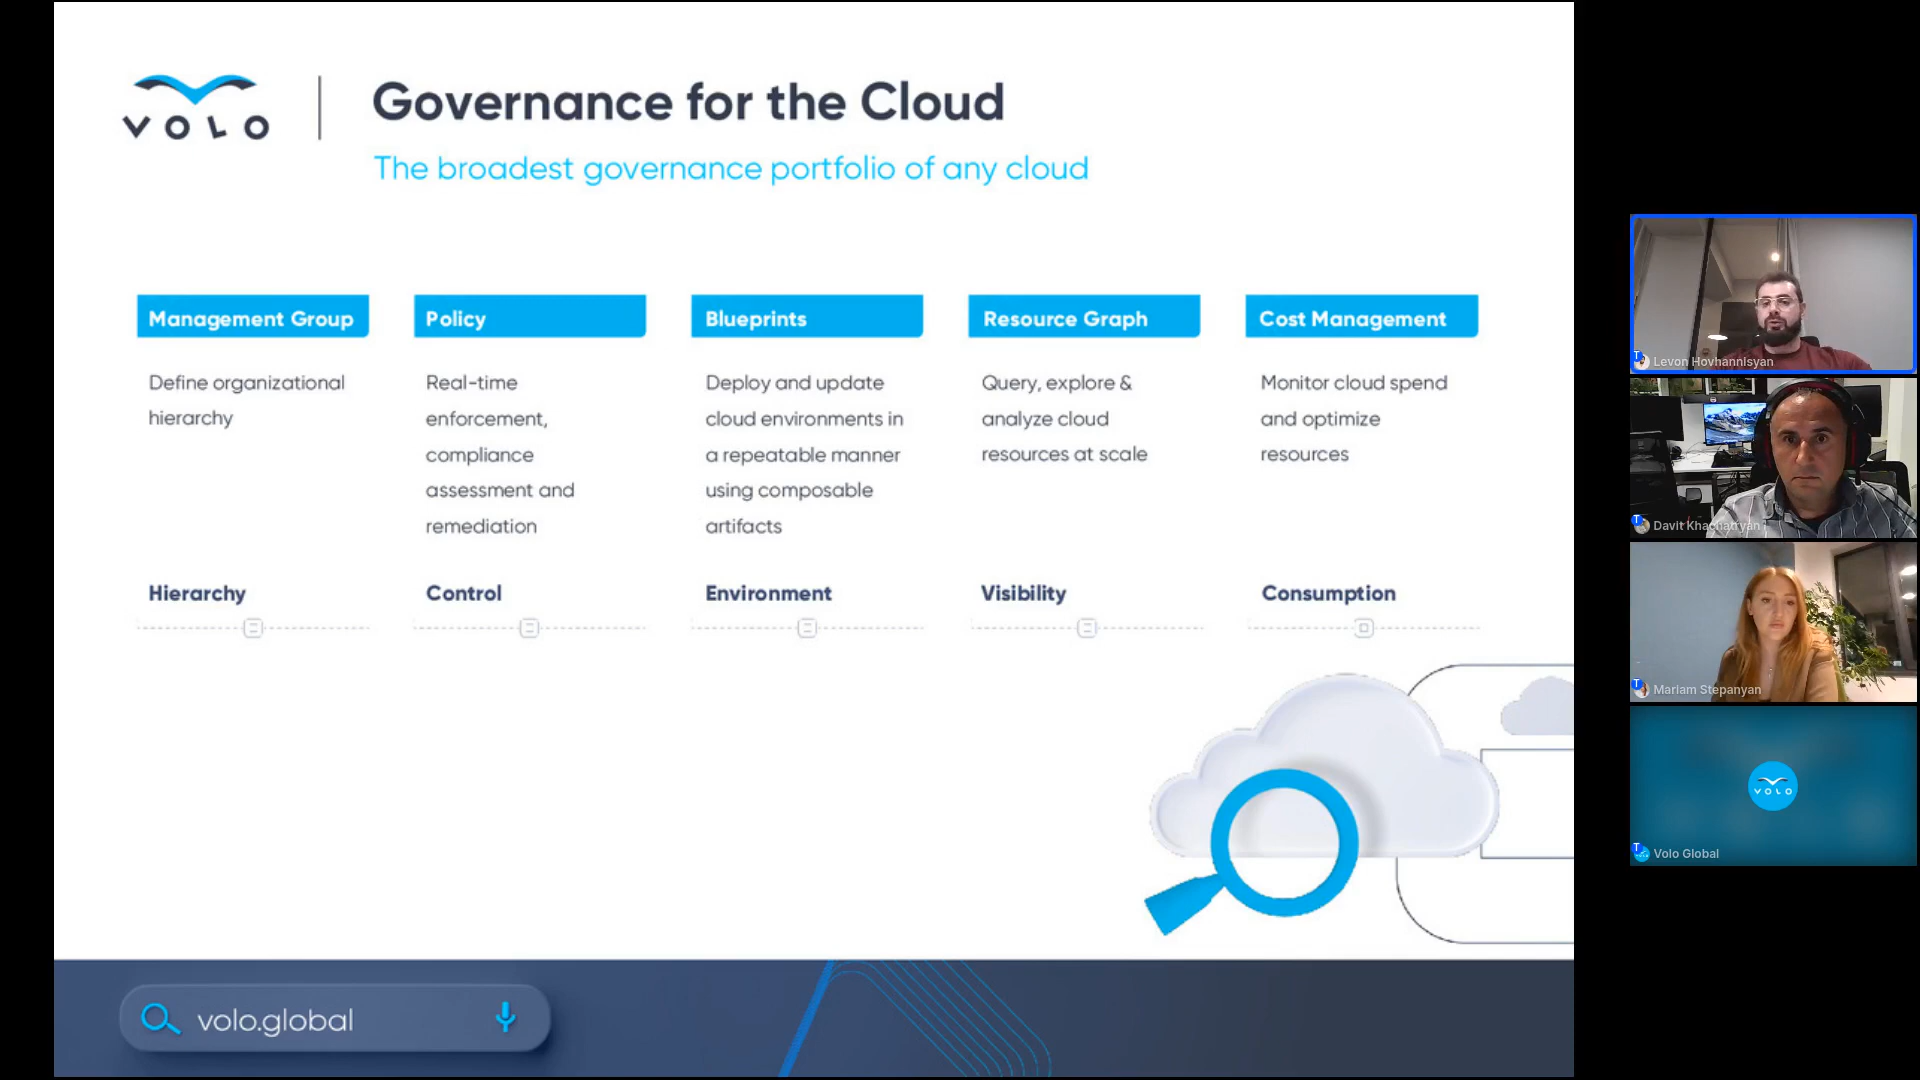 VOLO
Governance for the Cloud
The broadest governance portfolio of any cloud
Management Group
Define organizational
hierarchy
Hierarchy
Policy
Real-time
enforcement,
compliance
assessment and
remediation
Control
Blueprints
Deploy and update
cloud environments in
a repeatable manner
using composable
artifacts
Environment
Resource Graph
Query, explore &
analyze cloud
resources at scale
Visibility
Cost Management
Monitor cloud spend
and optimize
resources
Consumption
volo.global
T
Levon Hovhannisyan
T
Davit Khachatryan
T
Mariam Stepanyan
VOLO
T
Volo Global